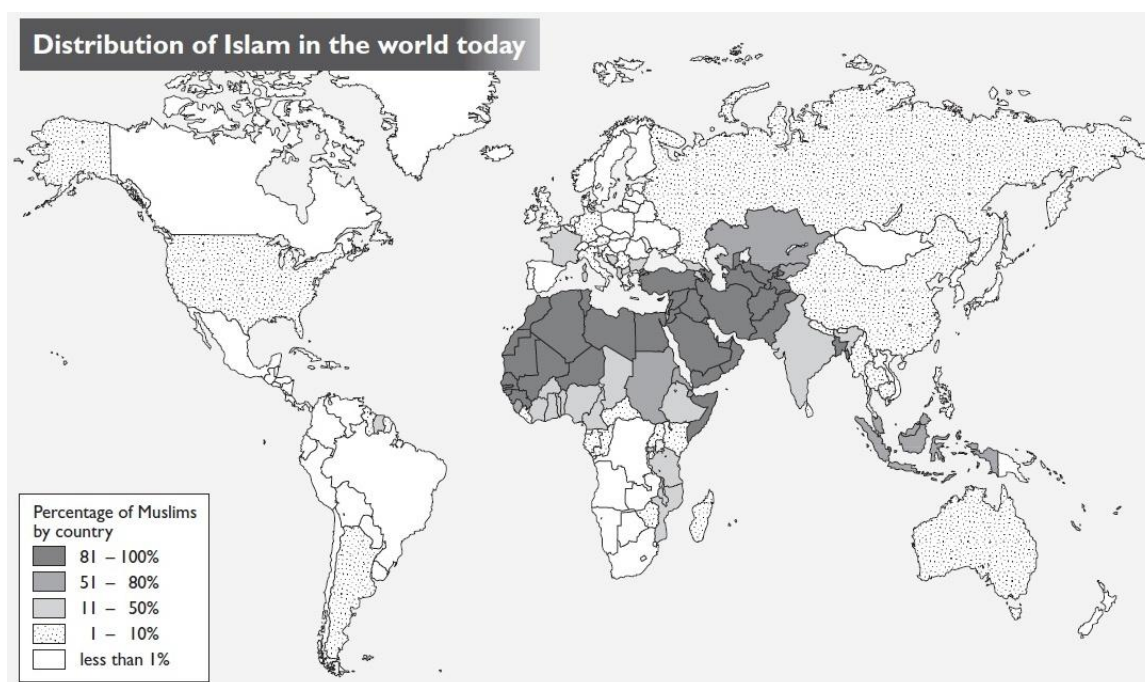 Distribution of Islam in the world today
Percentage of Muslims
by country
81 – 100%
51 – 80%
11 – 50%
1 – 10%
less than 1%